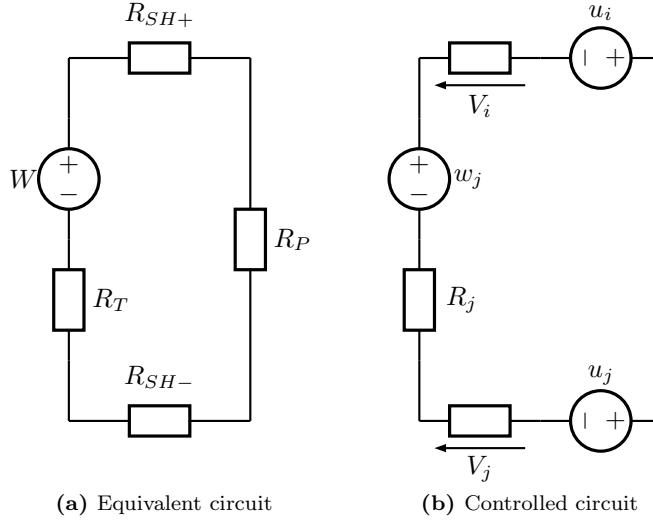 R_{SH+}
W
+
−
R_T
R_P
R_{SH−}
(a) Equivalent circuit
u_i
− +
V_i
+
−
w_j
R_j
u_j
− +
V_j
(b) Controlled circuit